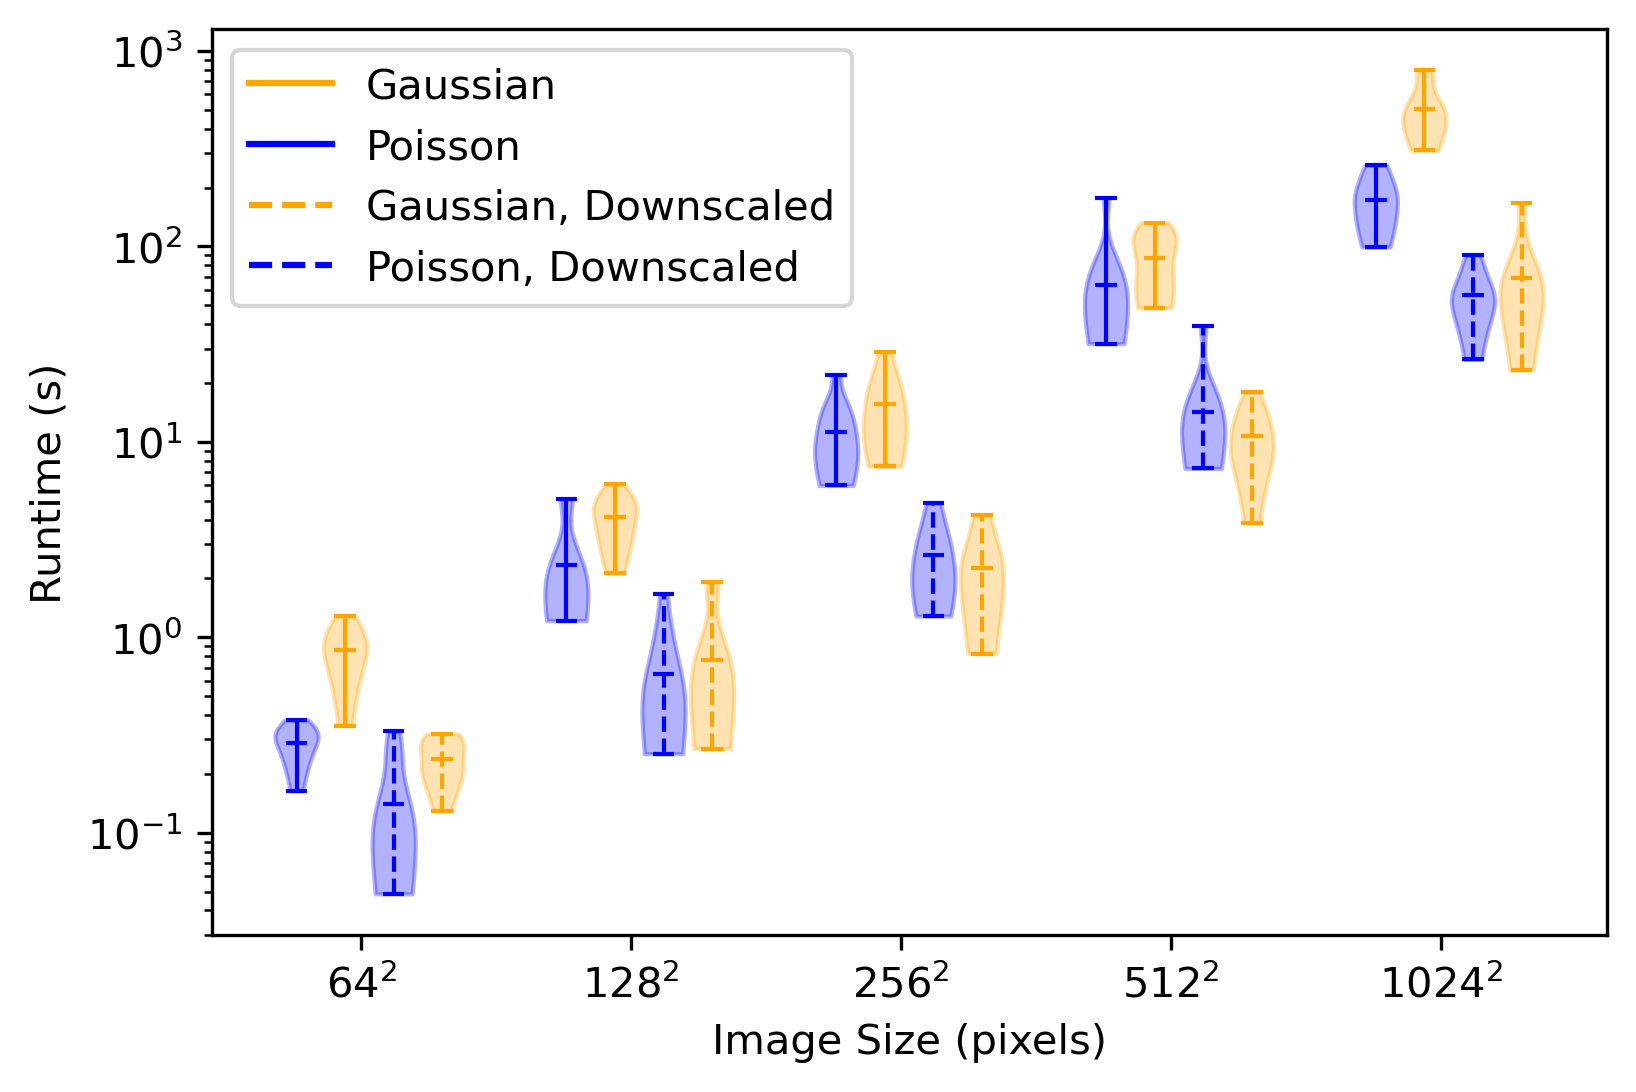 10³
10²
10¹
10⁰
10⁻¹
Runtime (s)
Gaussian
Poisson
Gaussian, Downscaled
Poisson, Downscaled
64² 128² 256² 512² 1024²
Image Size (pixels)